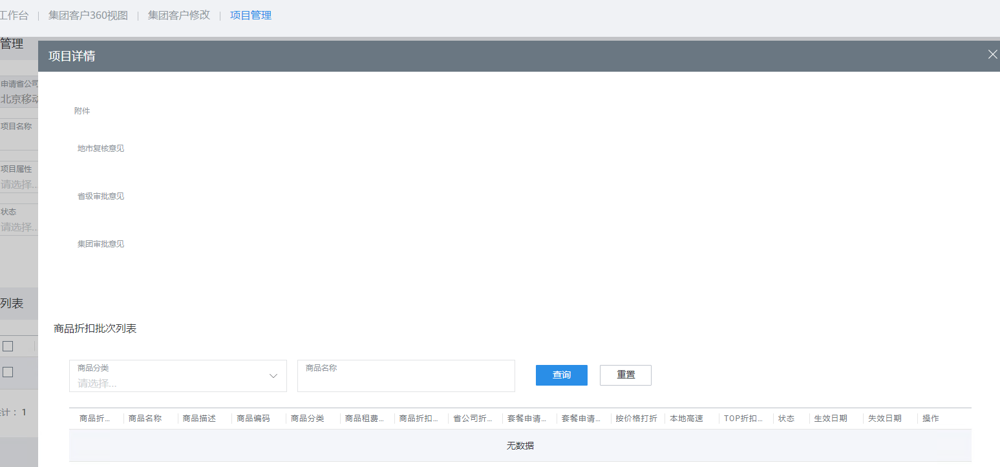 工作台 集团客户360视图 集团客户修改 项目管理
管理
项目详情
申请省公司
北京移动
项目名称
项目属性
请选择...
状态
请选择...
附件
地市复核意见
省级审批意见
集团审批意见
列表
计： 1
商品折扣批次列表
商品分类
请选择...
商品名称
查询 重置
商品折... 商品名称 商品描述 商品编码 商品分类 商品租费... 商品折扣... 省公司折... 套餐申请... 套餐申请... 按价格打折 本地高速 TOP折扣... 状态 生效日期 失效日期 操作
无数据